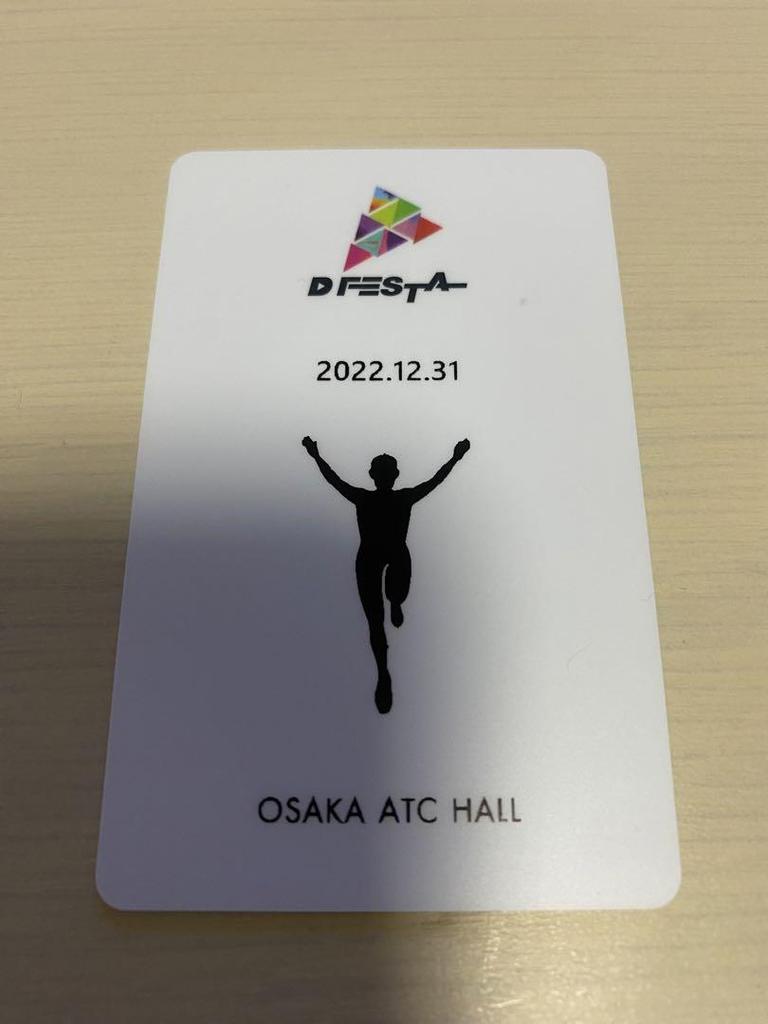 D FESTA
2022.12.31
OSAKA ATC HALL